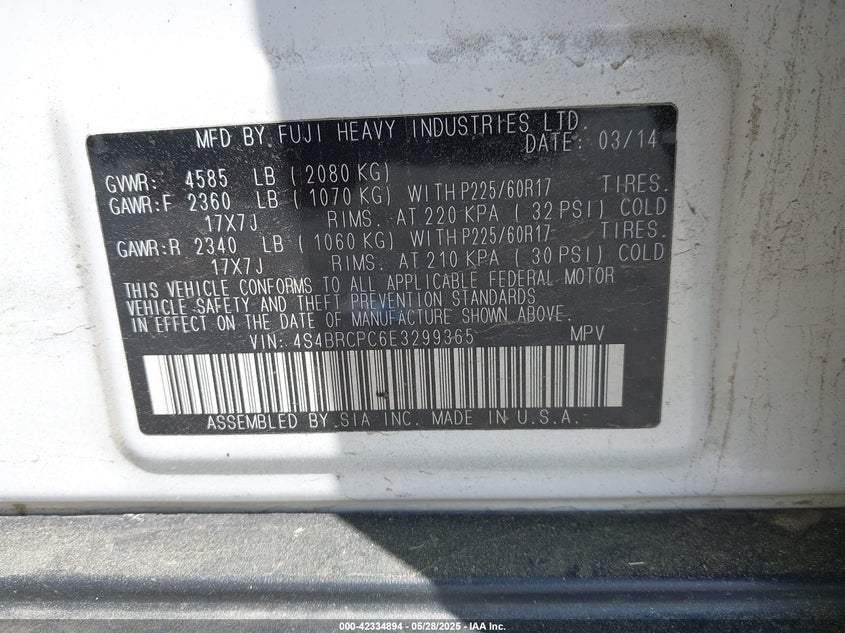 MFD BY FUJI HEAVY INDUSTRIES LTD.
DATE: 03/14
GVWR: 4585 LB ( 2080 KG)
GAWR:F 2360 LB ( 1070 KG) WITH P225/60R17 TIRES.
17X7J RIMS. AT 220 KPA ( 32 PSI) COLD
GAWR:R 2340 LB ( 1060 KG) WITH P225/60R17 TIRES.
17X7J RIMS. AT 210 KPA ( 30 PSI) COLD
THIS VEHICLE CONFORMS TO ALL APPLICABLE FEDERAL MOTOR
VEHICLE SAFETY AND THEFT PREVENTION STANDARDS
IN EFFECT ON THE DATE OF MANUFACTURE SHOWN ABOVE.
VIN: 4S4BRCPC6E3299365 MPV
ASSEMBLED BY SIA INC. MADE IN U.S.A.
000-42334894 - 05/28/2025 - IAA Inc.